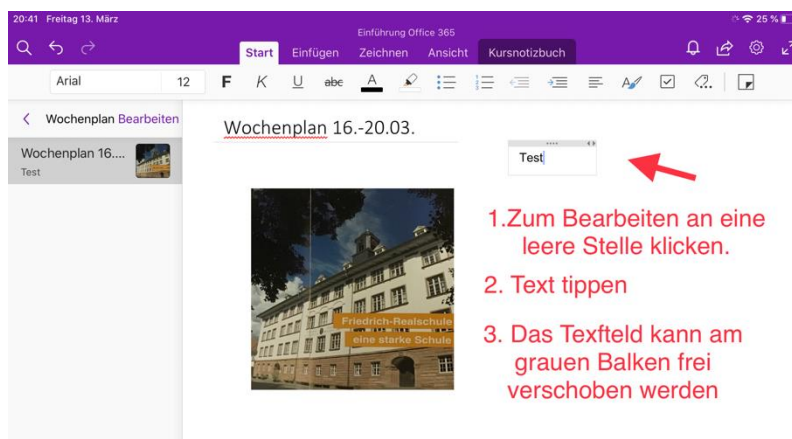 20:41 Freitag 13. März
25 %
Einführung Office 365
Start Einfügen Zeichnen Ansicht Kursnotizbuch
Arial 12 F K U abc A
Wochenplan Bearbeiten
Wochenplan 16....
Test
Wochenplan 16.-20.03.
Test
Friedrich-Realschule
eine starke Schule
1.Zum Bearbeiten an eine
leere Stelle klicken.
2. Text tippen
3. Das Texfteld kann am
grauen Balken frei
verschoben werden